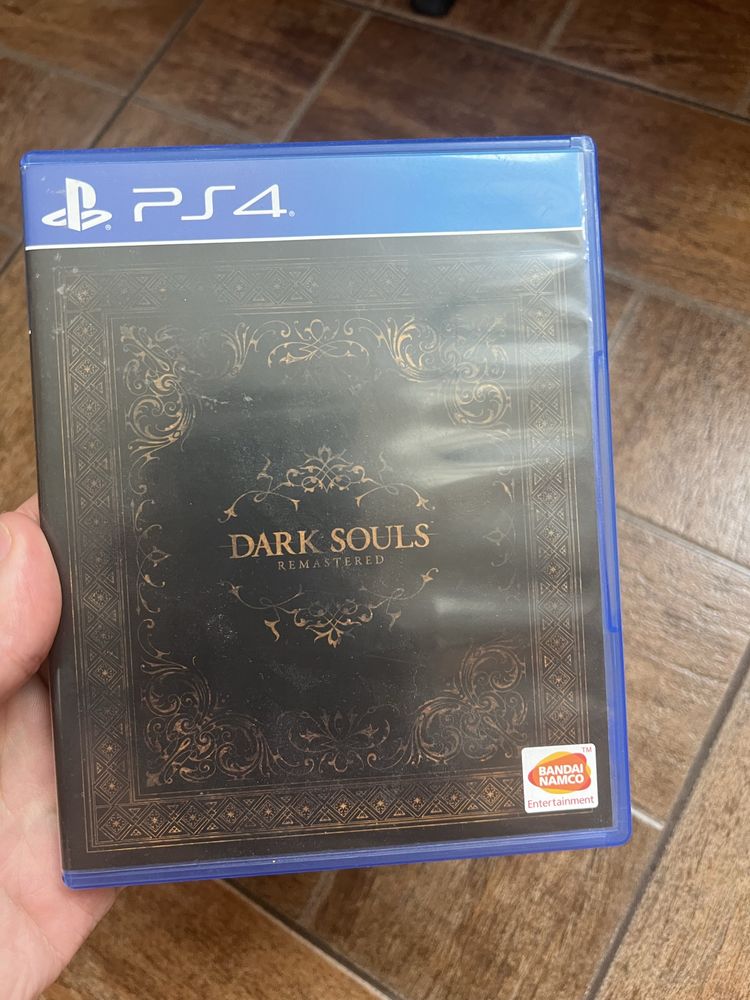 PS4
DARK SOULS
REMASTERED
BANDAI
NAMCO
Entertainment